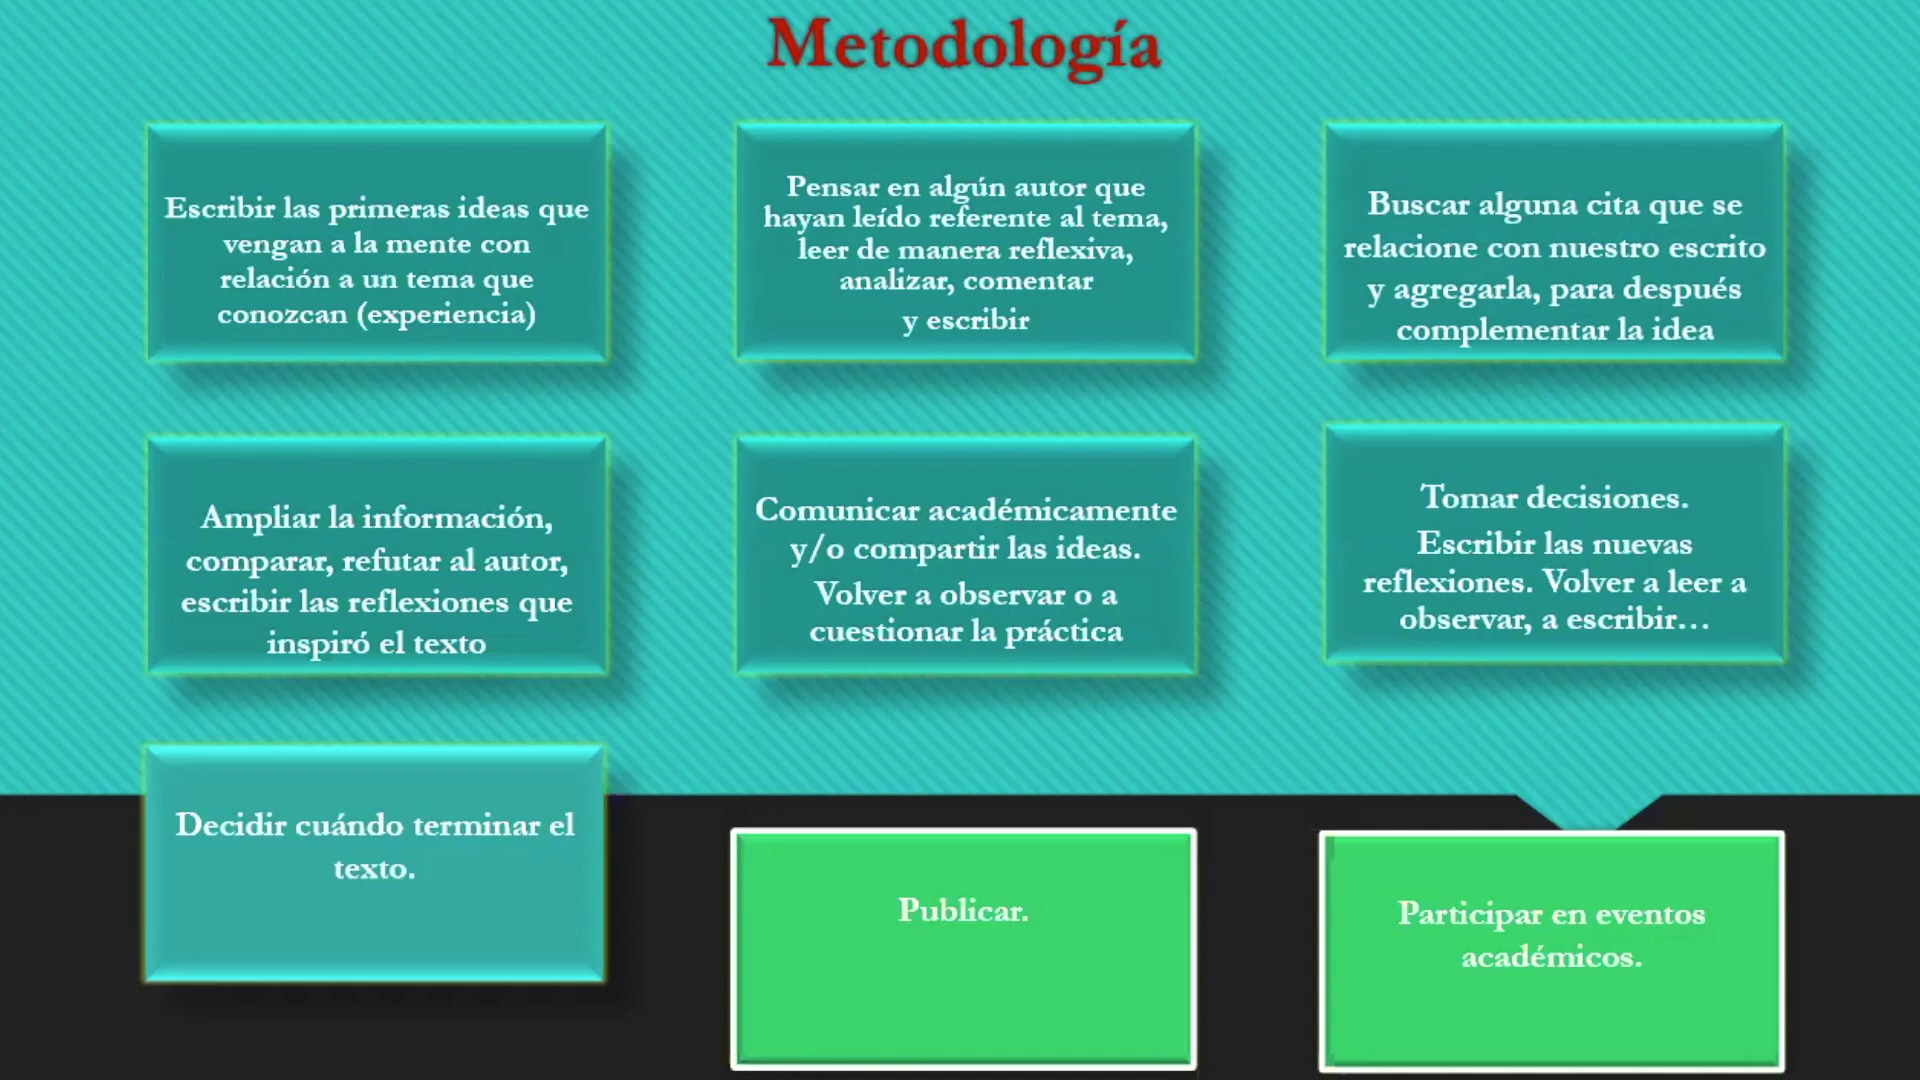 Metodología
Escribir las primeras ideas que
vengan a la mente con
relación a un tema que
conozcan (experiencia)
Pensar en algún autor que
hayan leído referente al tema,
leer de manera reflexiva,
analizar, comentar
y escribir
Buscar alguna cita que se
relacione con nuestro escrito
y agregarla, para después
complementar la idea
Ampliar la información,
comparar, refutar al autor,
escribir las reflexiones que
inspiró el texto
Comunicar académicamente
y/o compartir las ideas.
Volver a observar o a
cuestionar la práctica
Tomar decisiones.
Escribir las nuevas
reflexiones. Volver a leer a
observar, a escribir...
Decidir cuándo terminar el
texto.
Publicar.
Participar en eventos
académicos.